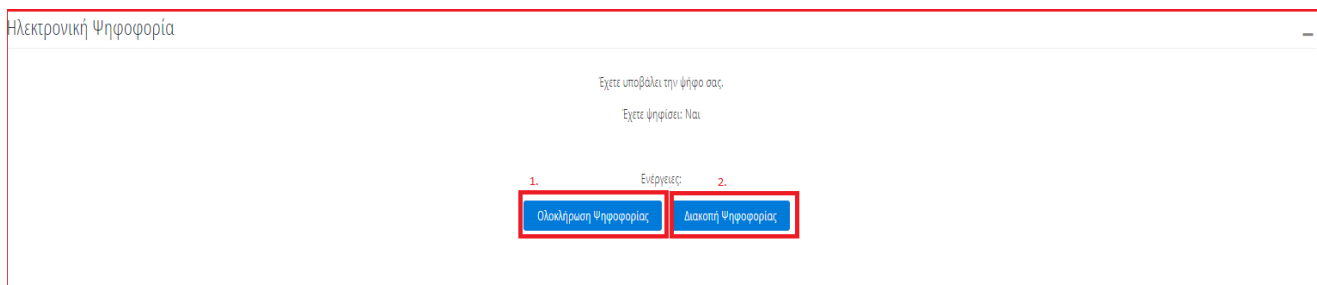 Ηλεκτρονική Ψηφοφορία
Έχετε υποβάλει την ψήφο σας.
Έχετε ψηφίσει: Ναι
1. Ενέργειες: 2.
Ολοκλήρωση Ψηφοφορίας Διακοπή Ψηφοφορίας